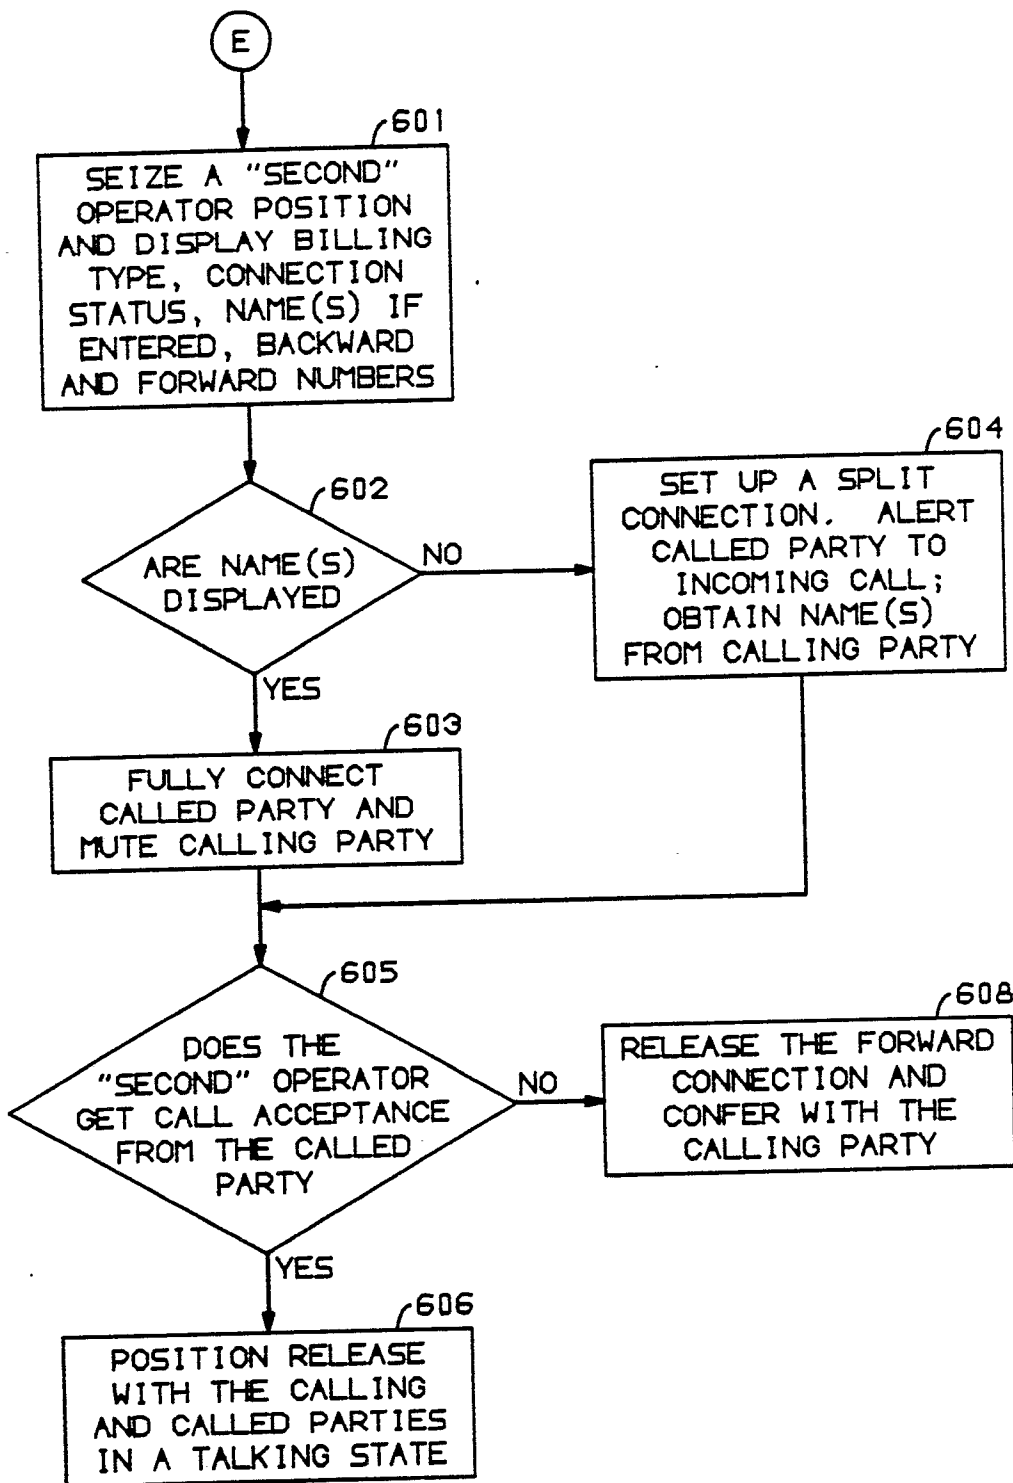 E
601
SEIZE A "SECOND"
OPERATOR POSITION
AND DISPLAY BILLING
TYPE, CONNECTION
STATUS, NAME(S) IF
ENTERED, BACKWARD
AND FORWARD NUMBERS
602
ARE NAME(S)
DISPLAYED
NO
YES
604
SET UP A SPLIT
CONNECTION. ALERT
CALLED PARTY TO
INCOMING CALL;
OBTAIN NAME(S)
FROM CALLING PARTY
603
FULLY CONNECT
CALLED PARTY AND
MUTE CALLING PARTY
605
DOES THE
"SECOND" OPERATOR
GET CALL ACCEPTANCE
FROM THE CALLED
PARTY
NO
YES
608
RELEASE THE FORWARD
CONNECTION AND
CONFER WITH THE
CALLING PARTY
606
POSITION RELEASE
WITH THE CALLING
AND CALLED PARTIES
IN A TALKING STATE